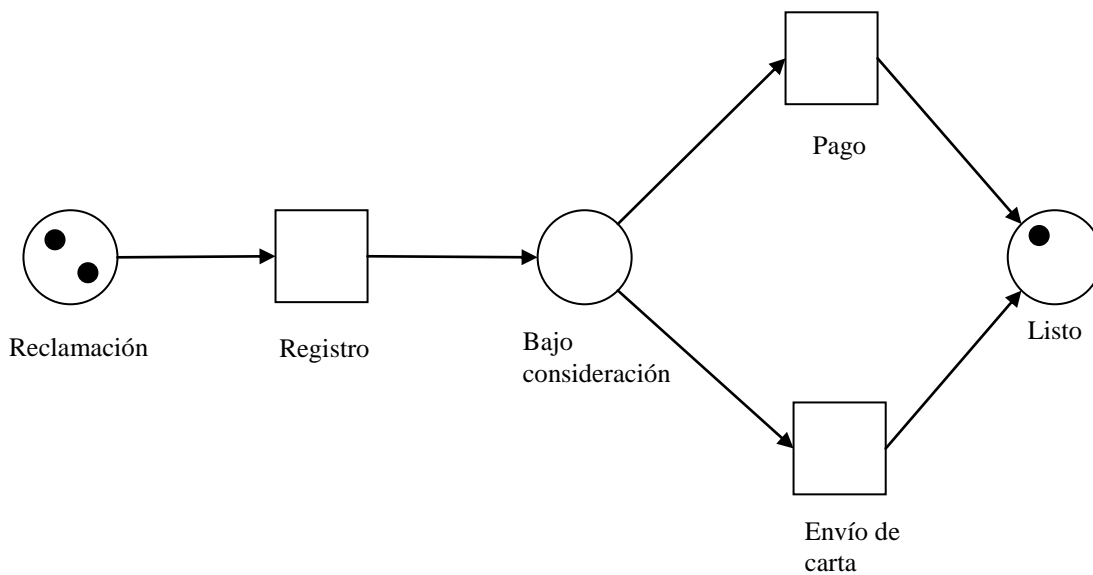 Pago
Reclamación
Registro
Bajo
consideración
Listo
Envío de
carta